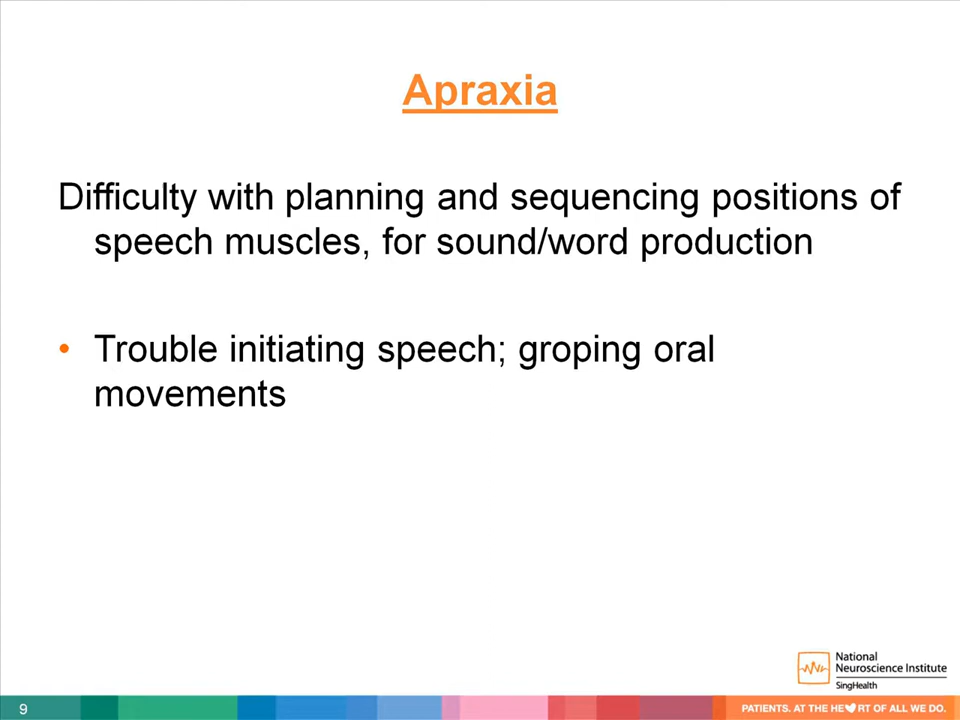 Apraxia
Difficulty with planning and sequencing positions of
speech muscles, for sound/word production
• Trouble initiating speech; groping oral
movements
National
Neuroscience Institute
SingHealth
9
PATIENTS. AT THE HE♥RT OF ALL WE DO.